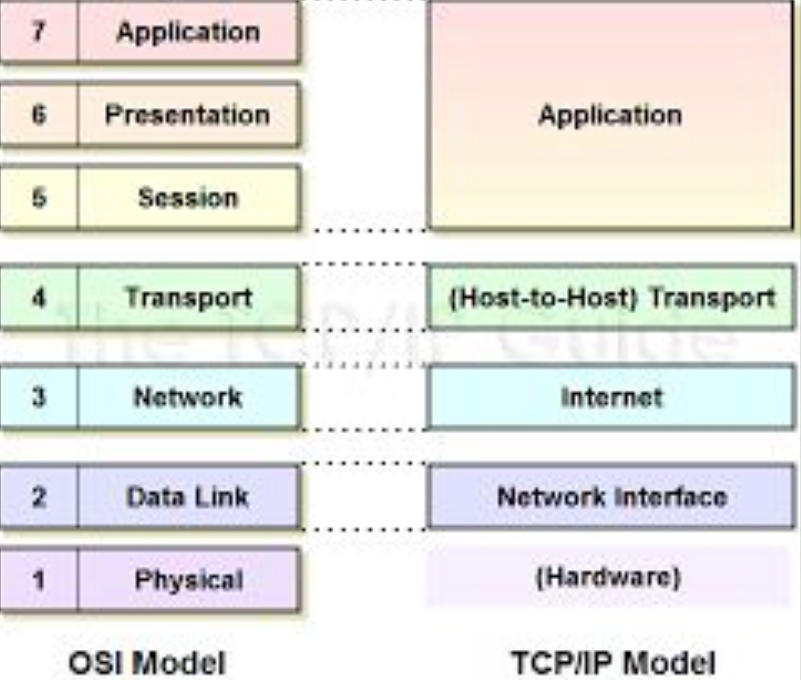 7 Application
6 Presentation
Application
5 Session
4 Transport
(Host-to-Host) Transport
The TCP/IP Guide
3 Network
Internet
2 Data Link
Network Interface
1 Physical
(Hardware)
OSI Model
TCP/IP Model